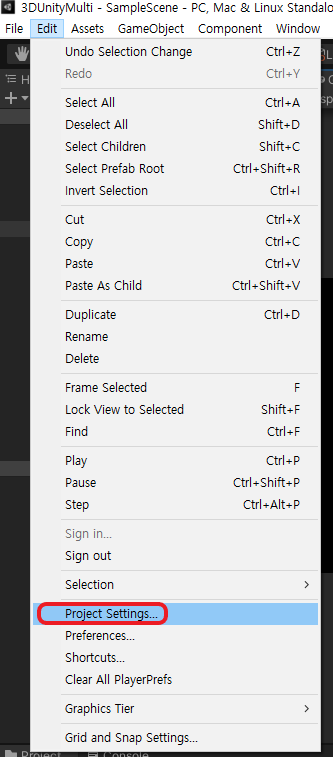 3DUnityMulti - SampleScene - PC, Mac & Linux Standalo
File Edit Assets GameObject Component Window
Undo Selection Change Ctrl+Z
Redo Ctrl+Y
Select All Ctrl+A
Deselect All Shift+D
Select Children Shift+C
Select Prefab Root Ctrl+Shift+R
Invert Selection Ctrl+I
Cut Ctrl+X
Copy Ctrl+C
Paste Ctrl+V
Paste As Child Ctrl+Shift+V
Duplicate Ctrl+D
Rename
Delete
Frame Selected F
Lock View to Selected Shift+F
Find Ctrl+F
Play Ctrl+P
Pause Ctrl+Shift+P
Step Ctrl+Alt+P
Sign in...
Sign out
Selection >
Project Settings...
Preferences...
Shortcuts...
Clear All PlayerPrefs
Graphics Tier >
Grid and Snap Settings...
Project Console